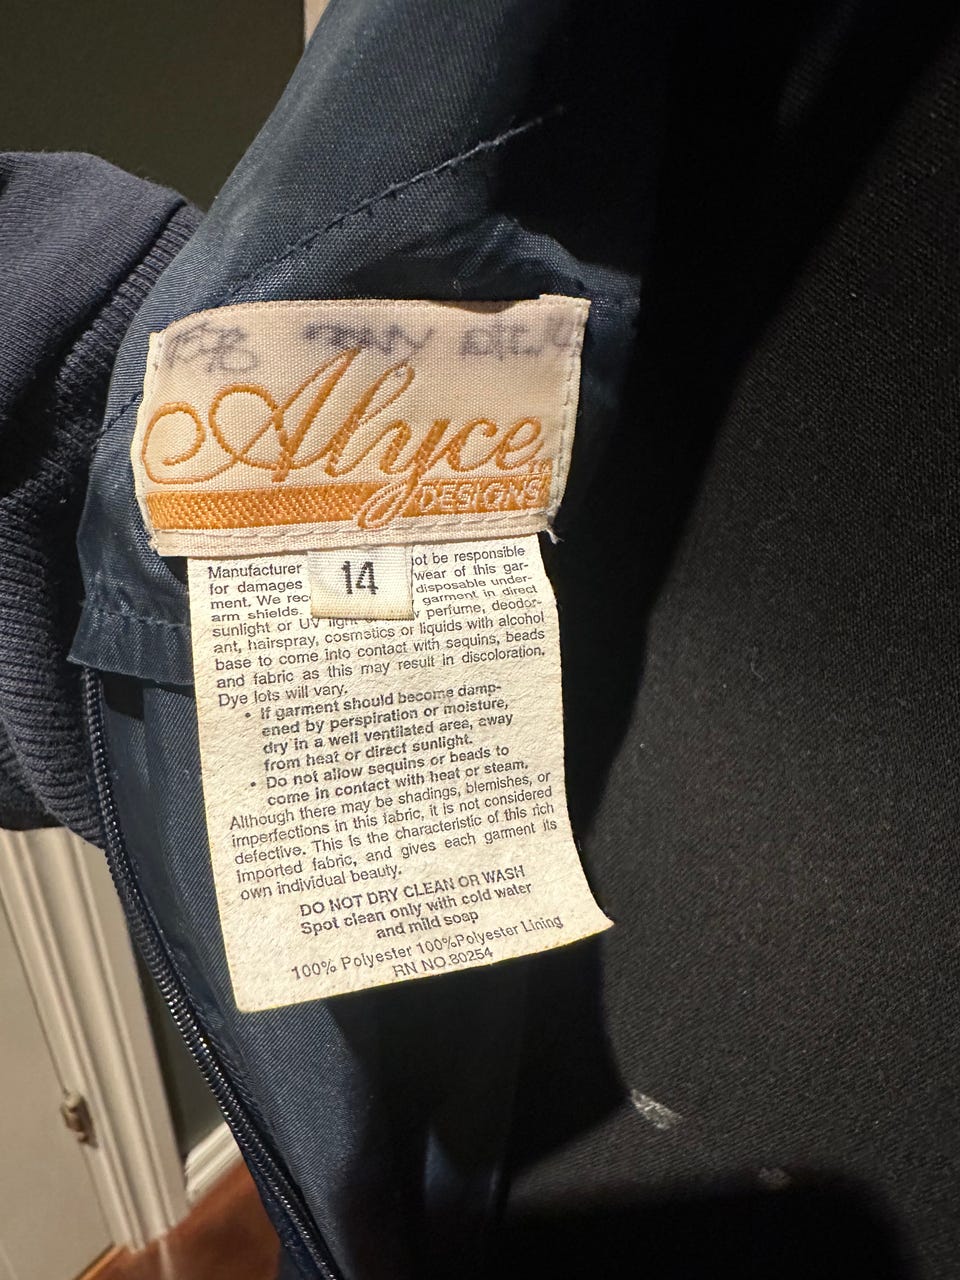 Alyce
TM
DESIGNS
14
Manufacturer not be responsible
for damages wear of this gar-
ment. We disposable under-
arm shields. garment in direct
sunlight or UV light perfume, deodor-
ant, hairspray, cosmetics or liquids with alcohol
base to come into contact with sequins, beads
and fabric as this may result in discoloration.
Dye lots will vary.
• If garment should become damp-
ened by perspiration or moisture,
dry in a well ventilated area, away
from heat or direct sunlight.
• Do not allow sequins or beads to
come in contact with heat or steam.
Although there may be shadings, blemishes, or
imperfections in this fabric, it is not considered
defective. This is the characteristic of this rich
imported fabric, and gives each garment its
own individual beauty.
DO NOT DRY CLEAN OR WASH
Spot clean only with cold water
and mild soap
100% Polyester 100%Polyester Lining
RN NO.80254